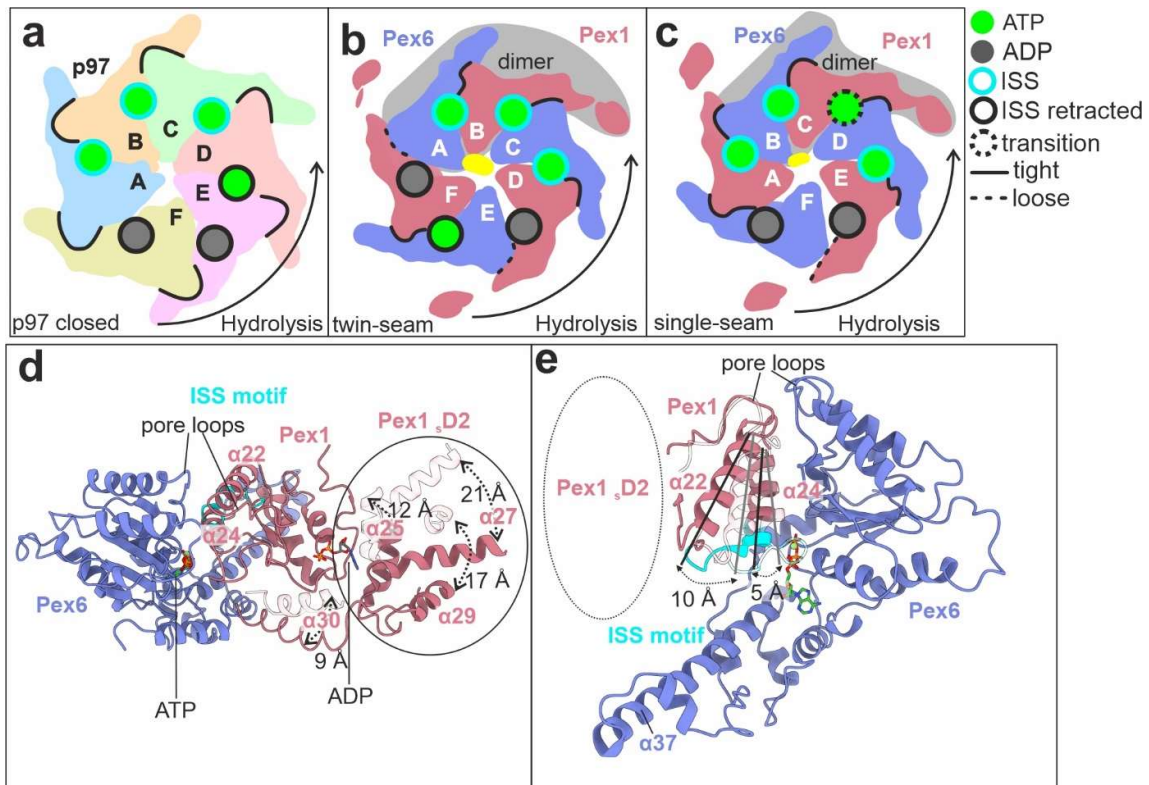 a
p97
B
C
A
D
E
F
p97 closed
Hydrolysis
b
Pex6
Pex1
dimer
A
B
C
D
F
E
twin-seam
Hydrolysis
c
Pex6
Pex1
dimer
C
B
D
A
E
F
single-seam
Hydrolysis
ATP
ADP
ISS
ISS retracted
transition
tight
loose
d
ISS motif
pore loops
Pex1
Pex1 sD2
α22
α24
21 Å
12 Å
α25
α27
17 Å
Pex6
α30
α29
9 Å
ATP
ADP
e
pore loops
Pex1
Pex1 sD2
α22
α24
10 Å
5 Å
ISS motif
Pex6
α37